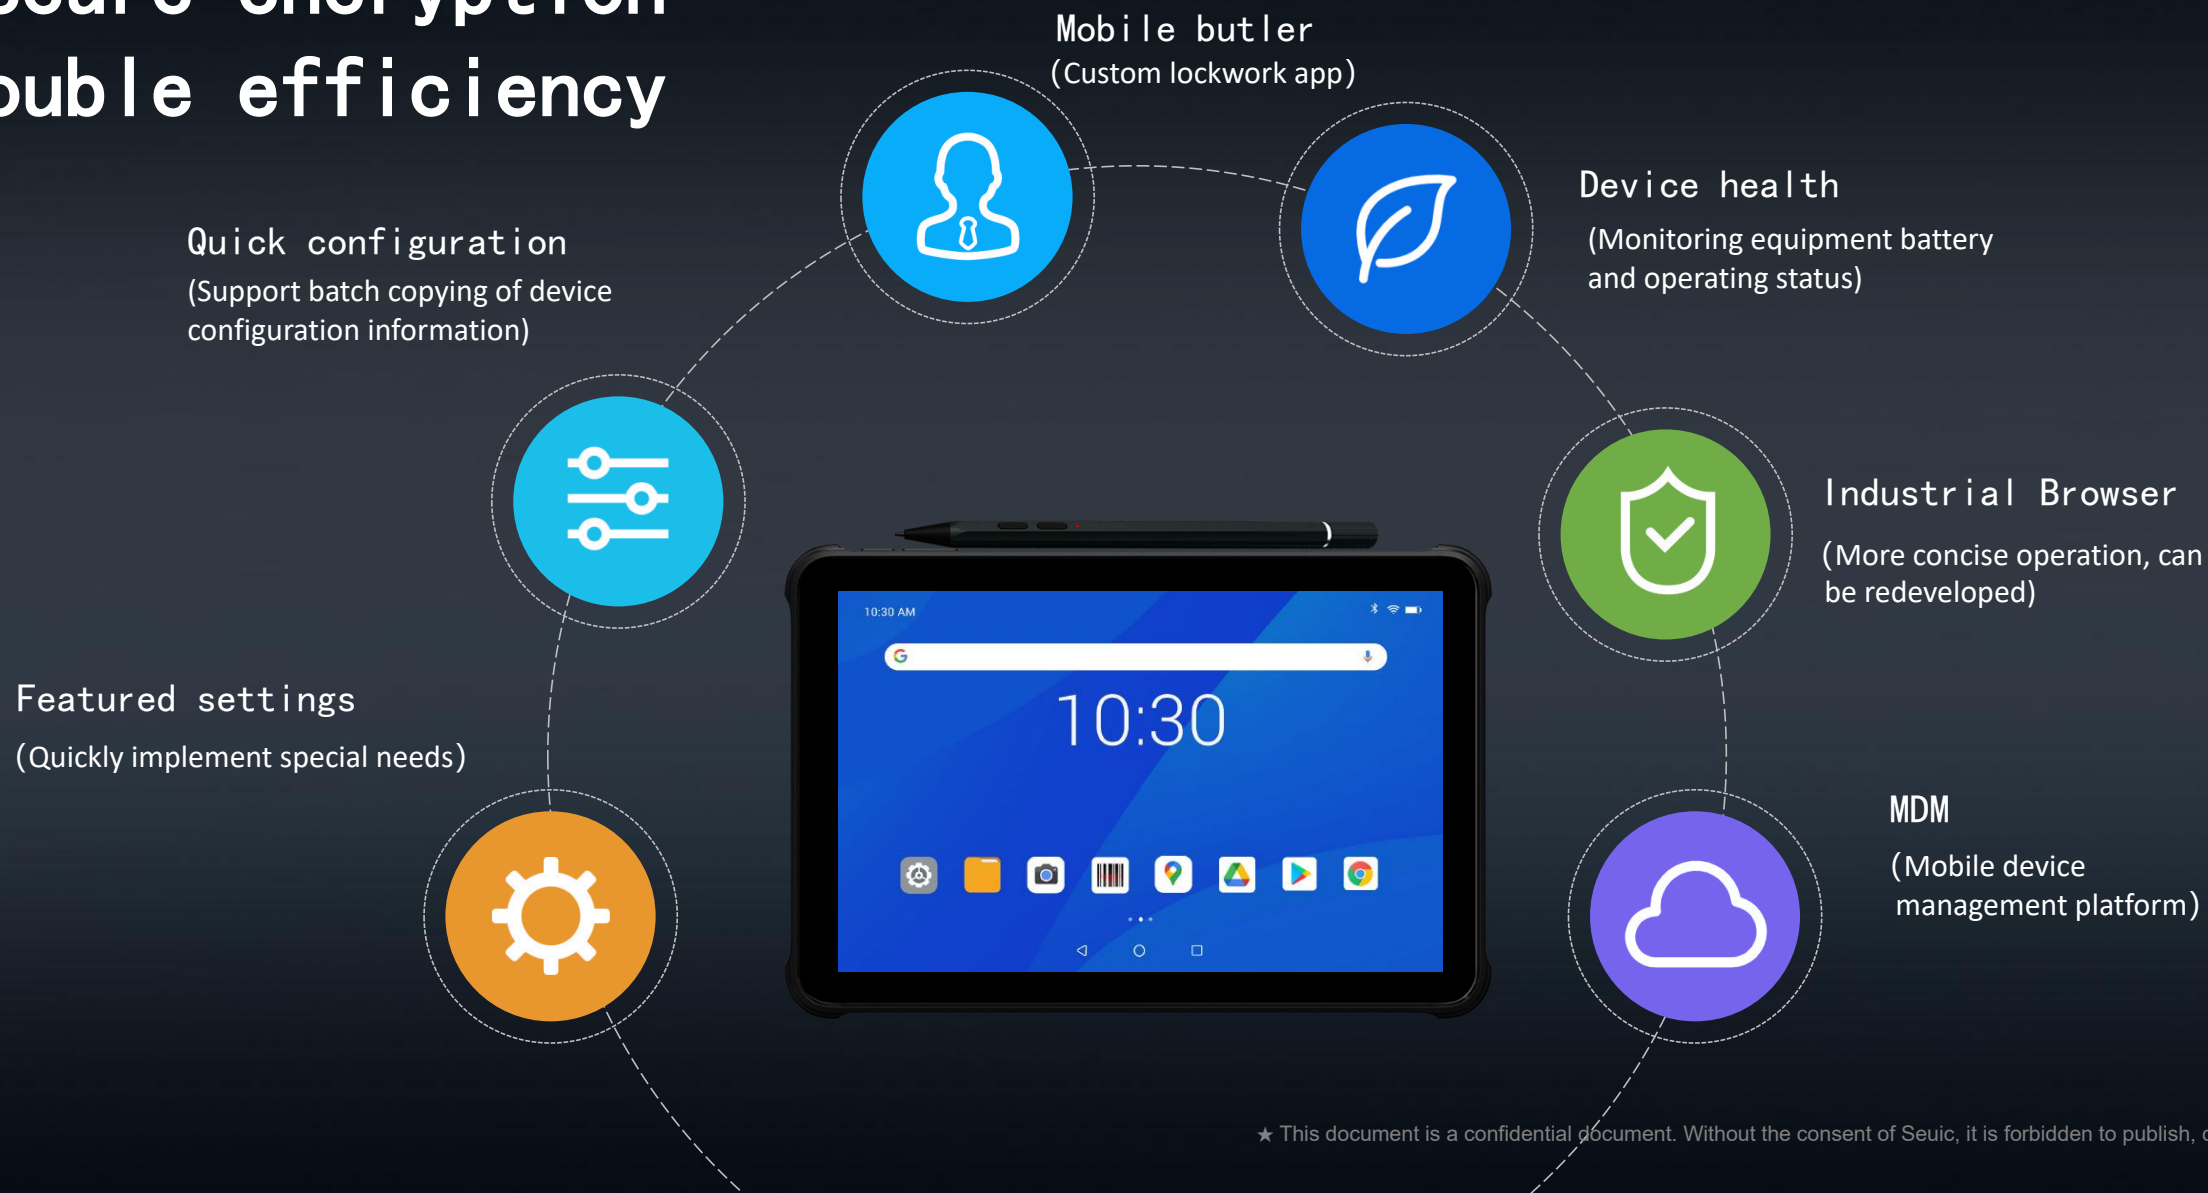 encryption
efficiency
Mobile butler
(Custom lockwork app)
Device health
(Monitoring equipment battery
and operating status)
Quick configuration
(Support batch copying of device
configuration information)
Industrial Browser
(More concise operation, can
be redeveloped)
Featured settings
(Quickly implement special needs)
10:30 AM
10:30
MDM
(Mobile device
management platform)
★ This document is a confidential document. Without the consent of Seuic, it is forbidden to publish,